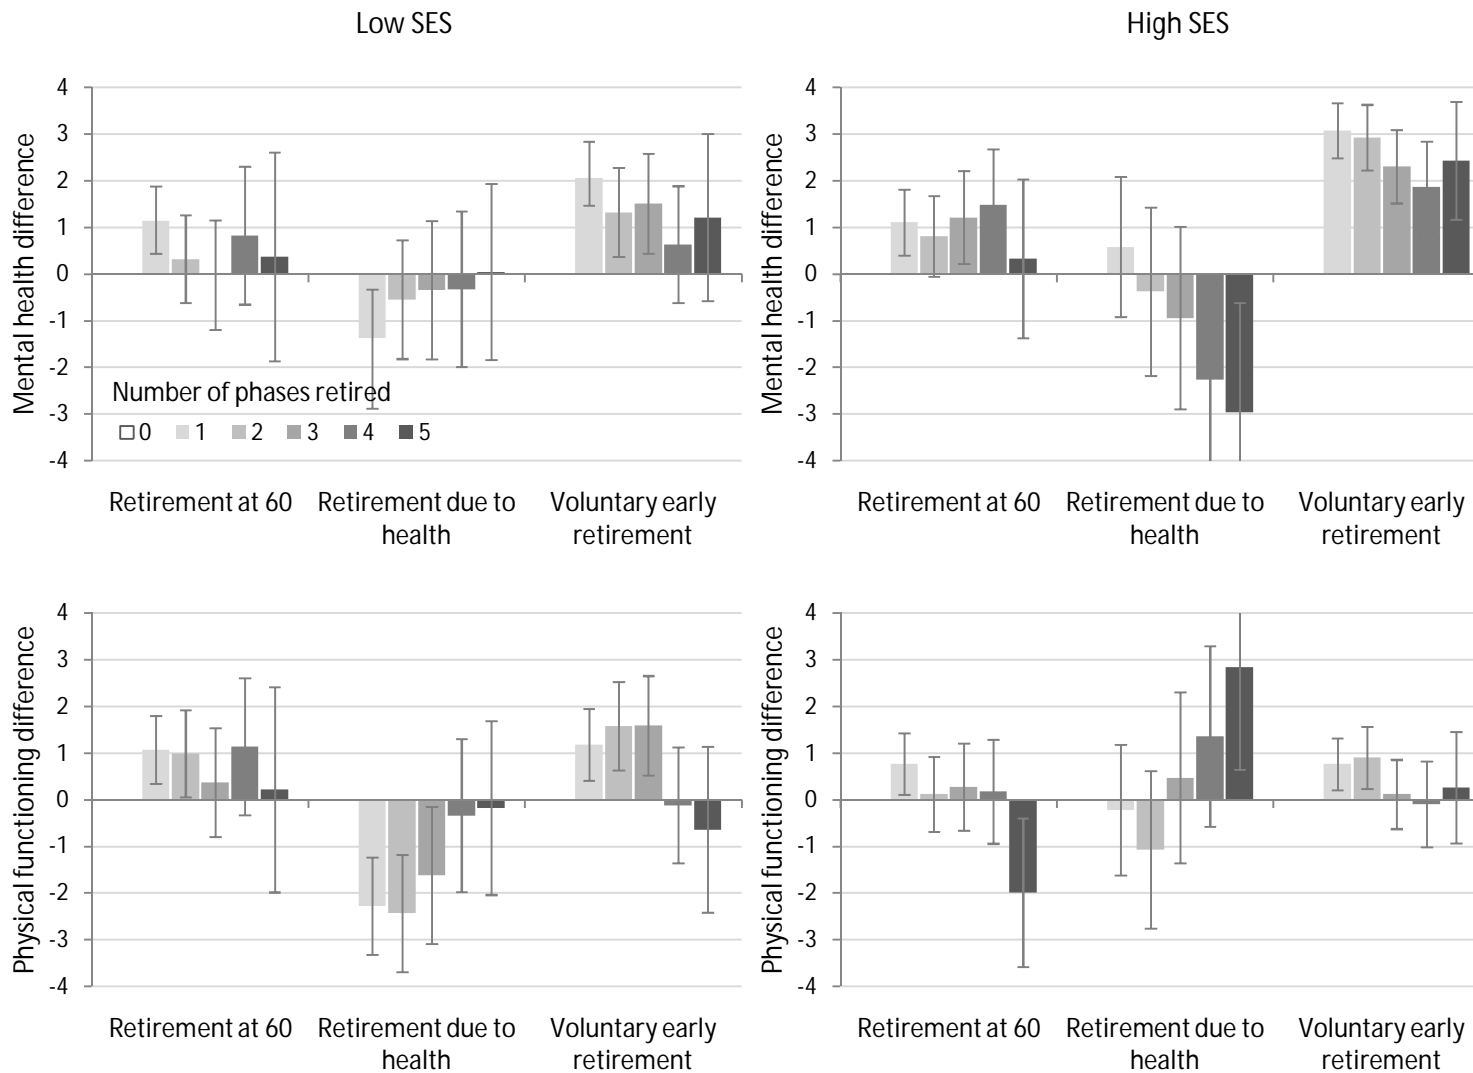 Low SES
High SES
Mental health difference
4
3
2
1
0
-1
-2
-3
-4
Number of phases retired
0 1 2 3 4 5
Retirement at 60
Retirement due to
health
Voluntary early
retirement
Mental health difference
4
3
2
1
0
-1
-2
-3
-4
Retirement at 60
Retirement due to
health
Voluntary early
retirement
Physical functioning difference
4
3
2
1
0
-1
-2
-3
-4
Retirement at 60
Retirement due to
health
Voluntary early
retirement
Physical functioning difference
4
3
2
1
0
-1
-2
-3
-4
Retirement at 60
Retirement due to
health
Voluntary early
retirement